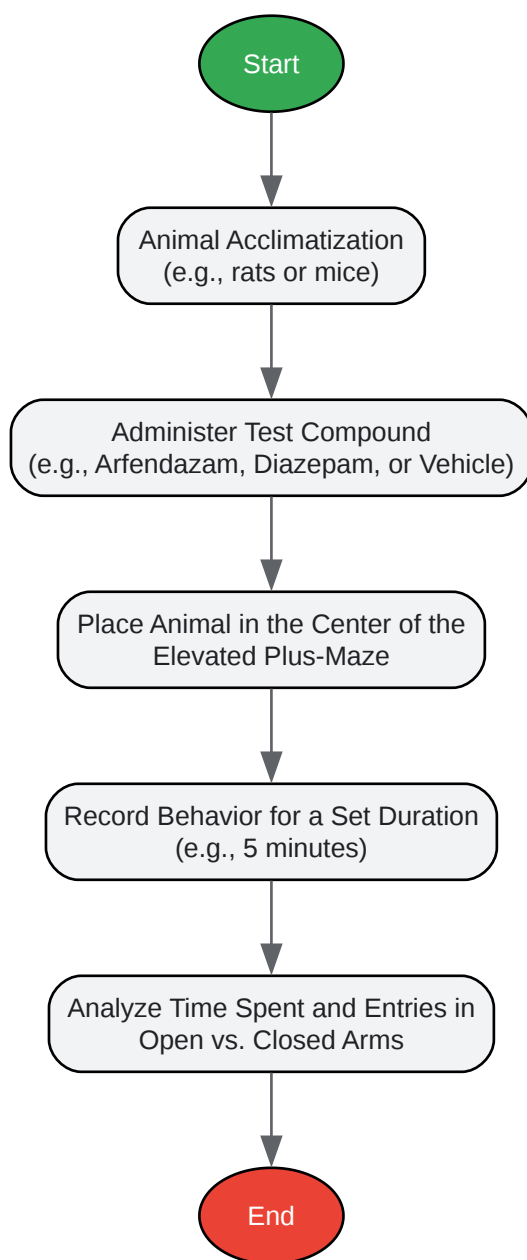 Start
Animal Acclimatization
(e.g., rats or mice)
Administer Test Compound
(e.g., Arfendazam, Diazepam, or Vehicle)
Place Animal in the Center of the
Elevated Plus-Maze
Record Behavior for a Set Duration
(e.g., 5 minutes)
Analyze Time Spent and Entries in
Open vs. Closed Arms
End